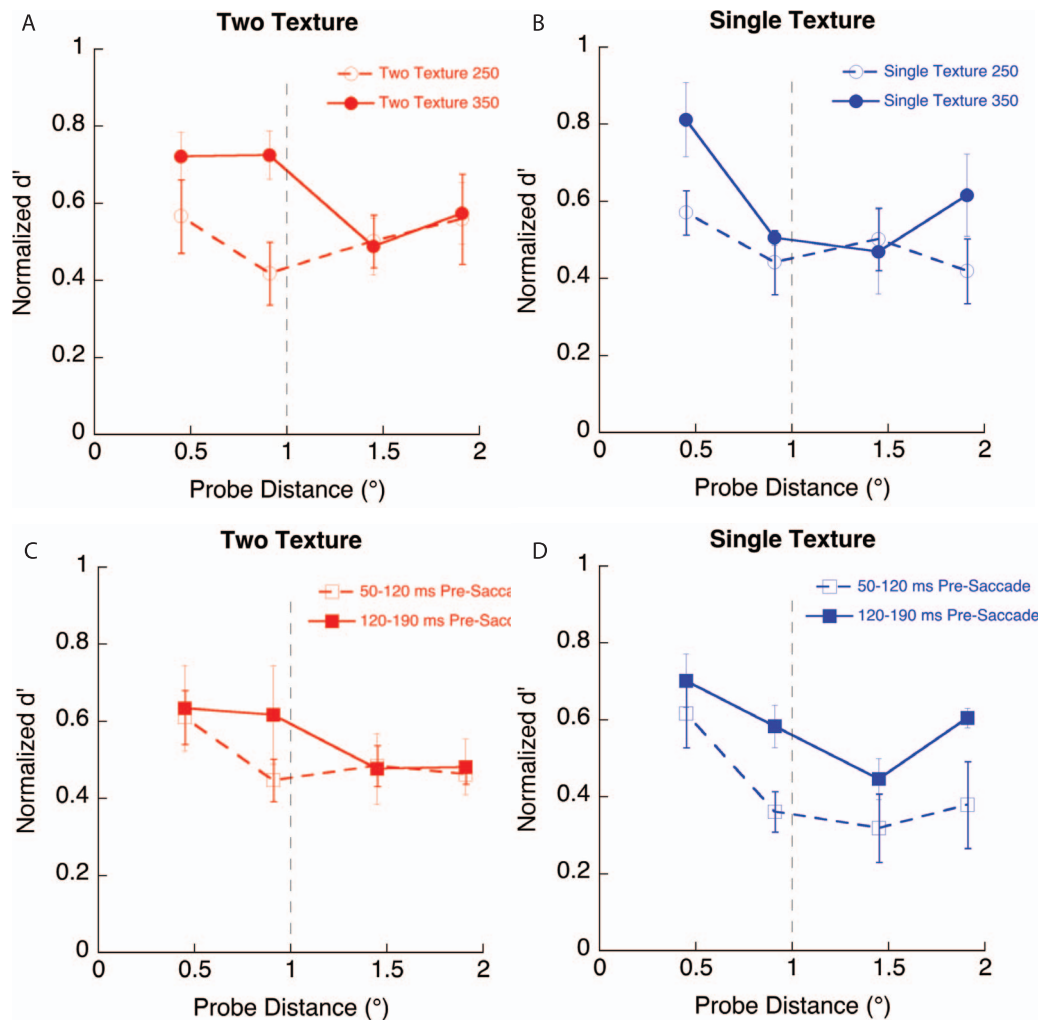 A
Two Texture
1
0.8
0.6
0.4
0.2
0
Normalized d'
Two Texture 250
Two Texture 350
0
0.5
1
1.5
2
Probe Distance (°)
B
Single Texture
1
0.8
0.6
0.4
0.2
0
Normalized d'
Single Texture 250
Single Texture 350
0
0.5
1
1.5
2
Probe Distance (°)
C
Two Texture
1
0.8
0.6
0.4
0.2
0
Normalized d'
50-120 ms Pre-Sacca
120-190 ms Pre-Sacc
0
0.5
1
1.5
2
Probe Distance (°)
D
Single Texture
1
0.8
0.6
0.4
0.2
0
Normalized d'
50-120 ms Pre-Saccade
120-190 ms Pre-Saccade
0
0.5
1
1.5
2
Probe Distance (°)